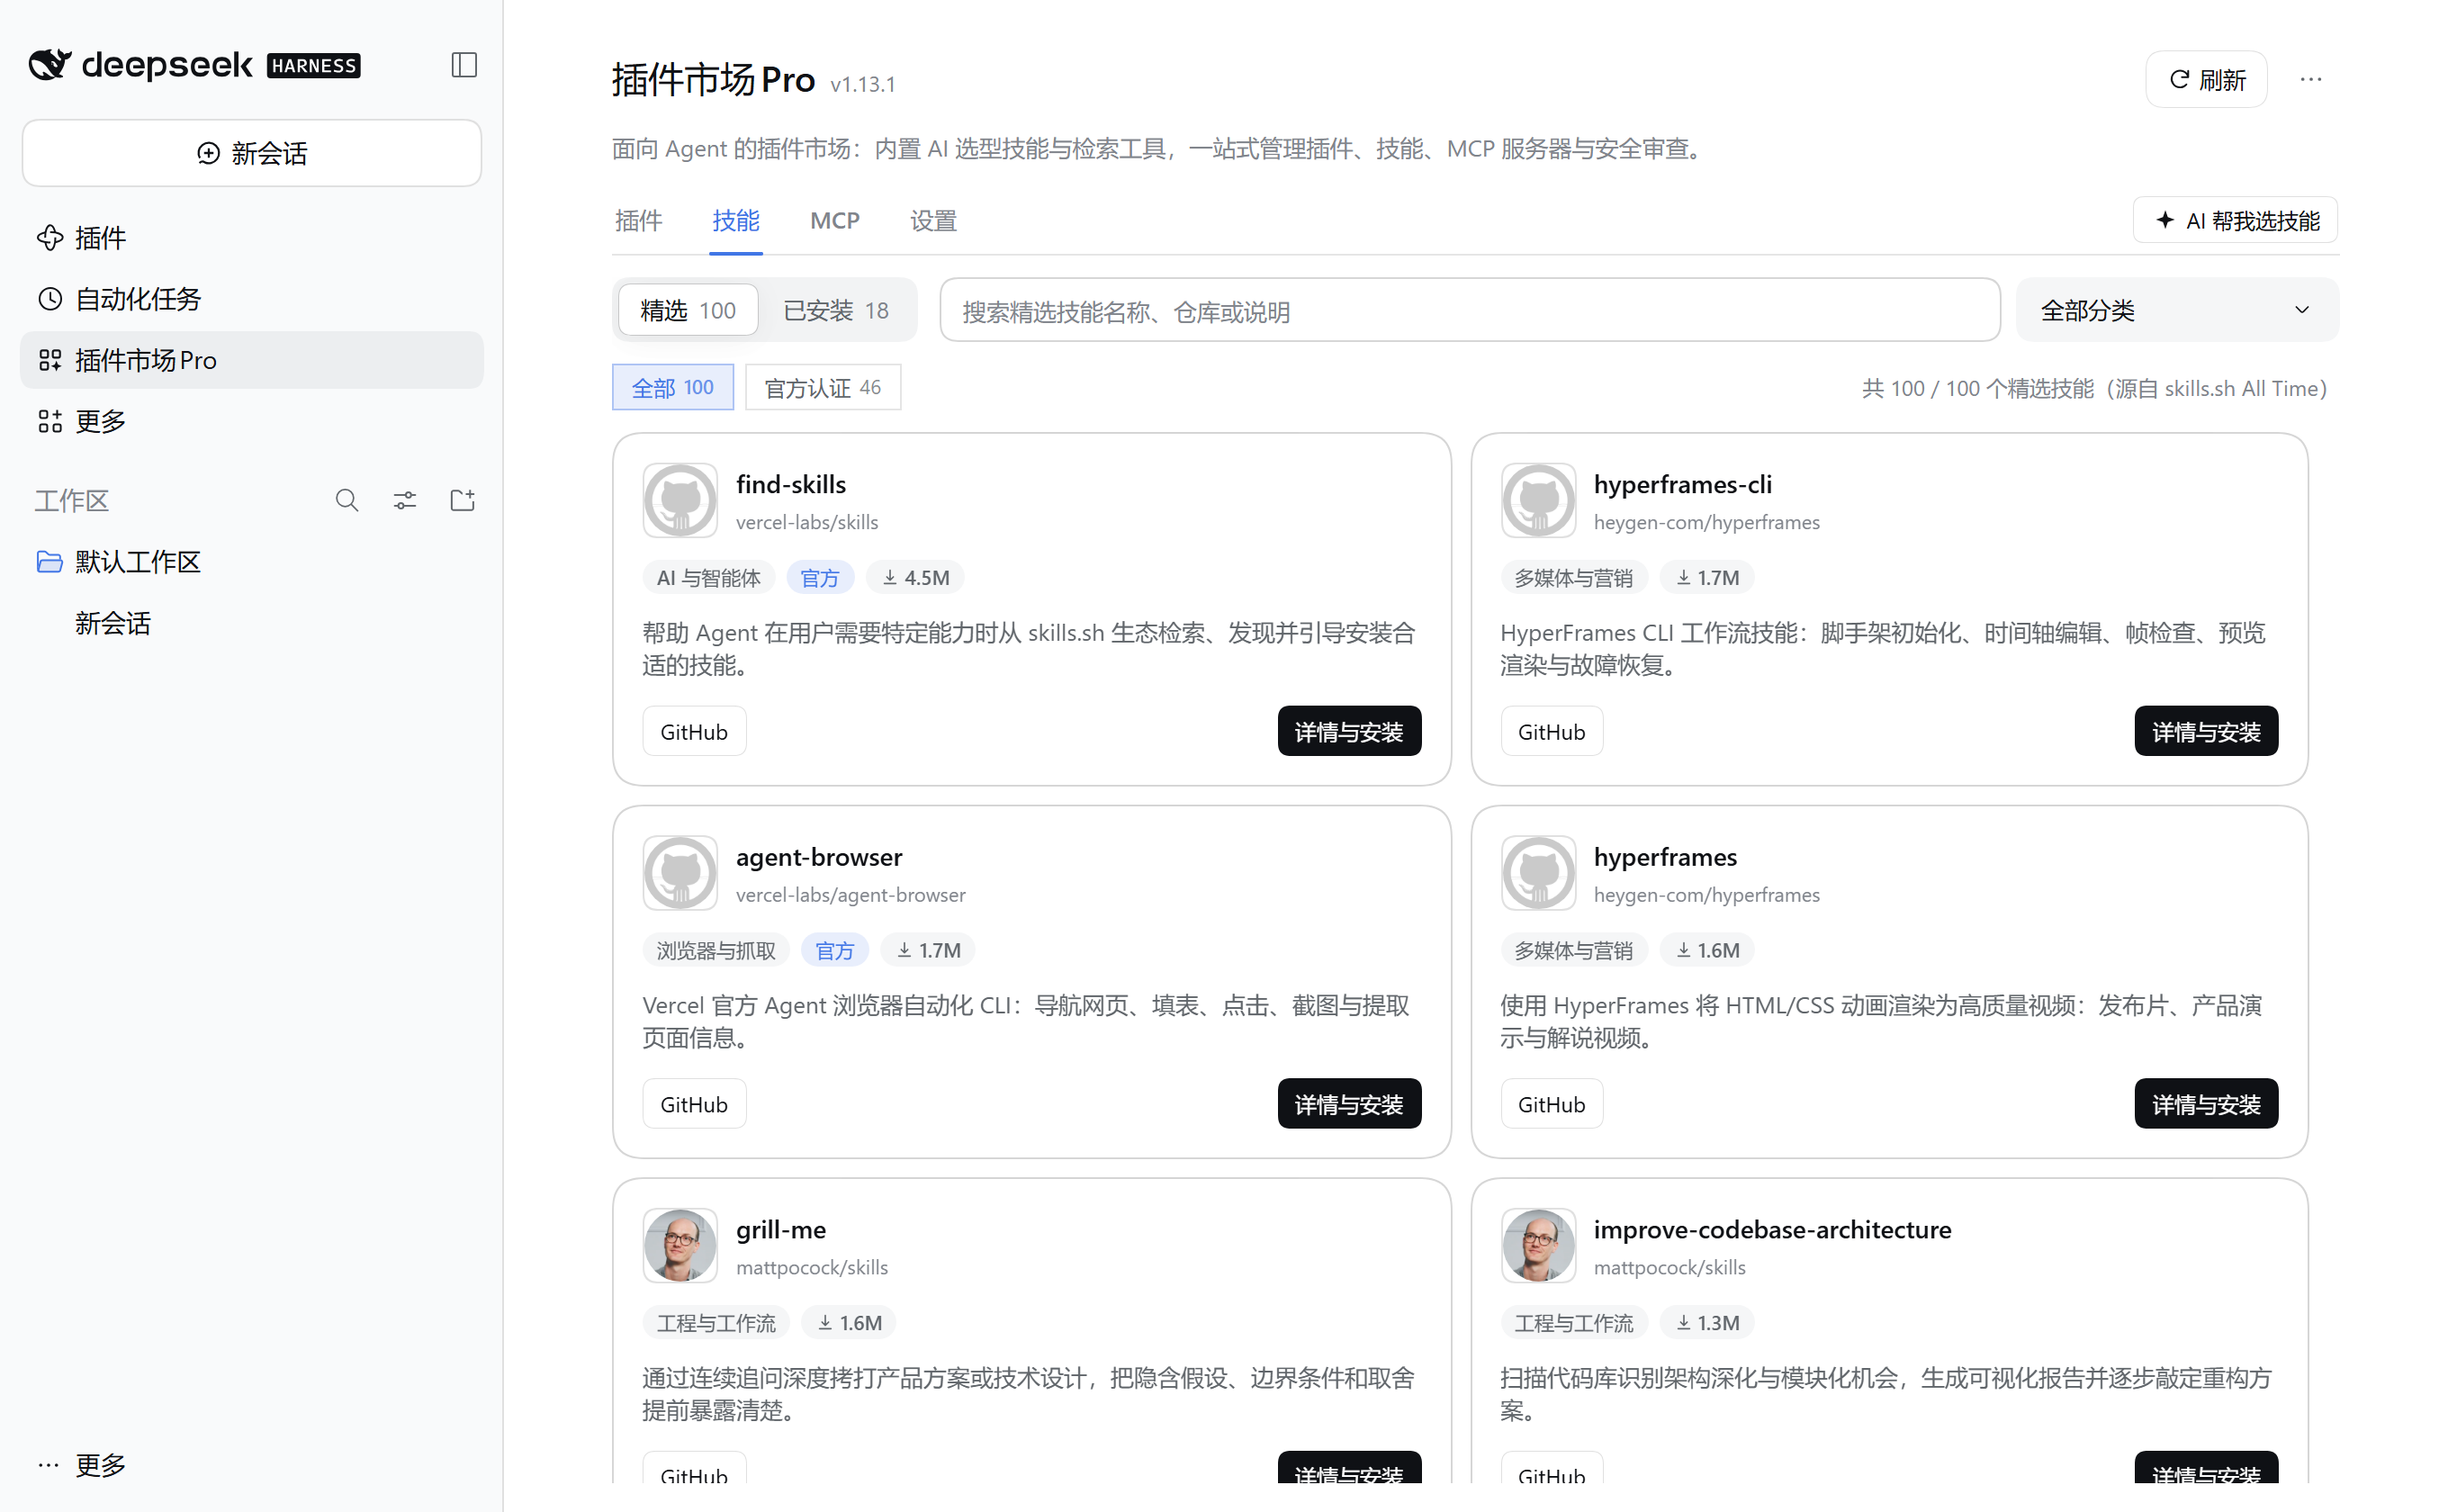 deepseek HARNESS
新会话
插件
自动化任务
插件市场Pro
更多
工作区
默认工作区
新会话
更多
插件市场Pro v1.13.1
刷新
面向 Agent 的插件市场：内置 AI 选型技能与检索工具，一站式管理插件、技能、MCP 服务器与安全审查。
插件 技能 MCP 设置
AI 帮我选技能
精选 100 已安装 18
搜索精选技能名称、仓库或说明
全部分类
全部 100 官方认证 46
共 100 / 100 个精选技能（源自 skills.sh All Time）
find-skills
vercel-labs/skills
AI 与智能体 官方 4.5M
帮助 Agent 在用户需要特定能力时从 skills.sh 生态检索、发现并引导安装合
适的技能。
GitHub 详情与安装
hyperframes-cli
heygen-com/hyperframes
多媒体与营销 1.7M
HyperFrames CLI 工作流技能：脚手架初始化、时间轴编辑、帧检查、预览
渲染与故障恢复。
GitHub 详情与安装
agent-browser
vercel-labs/agent-browser
浏览器与抓取 官方 1.7M
Vercel 官方 Agent 浏览器自动化 CLI：导航网页、填表、点击、截图与提取
页面信息。
GitHub 详情与安装
hyperframes
heygen-com/hyperframes
多媒体与营销 1.6M
使用 HyperFrames 将 HTML/CSS 动画渲染为高质量视频：发布片、产品演
示与解说视频。
GitHub 详情与安装
grill-me
mattpocock/skills
工程与工作流 1.6M
通过连续追问深度拷打产品方案或技术设计，把隐含假设、边界条件和取舍
提前暴露清楚。
GitHub 详情与安装
improve-codebase-architecture
mattpocock/skills
工程与工作流 1.3M
扫描代码库识别架构深化与模块化机会，生成可视化报告并逐步敲定重构方
案。
GitHub 详情与安装